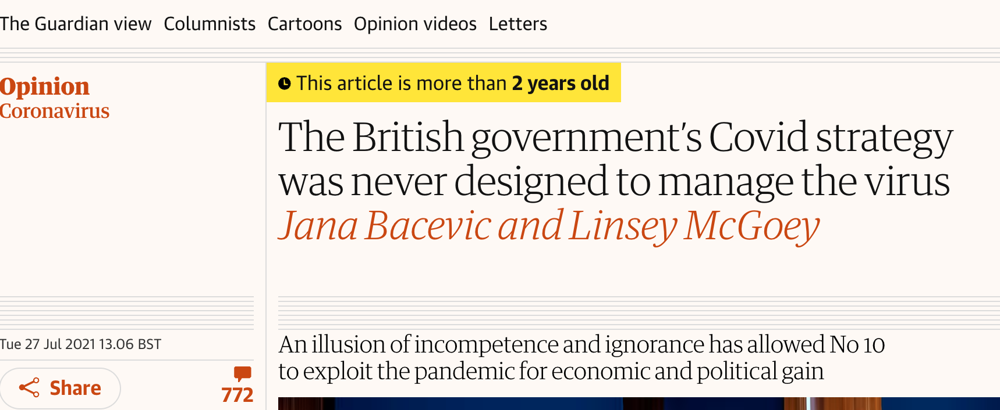 The Guardian view Columnists Cartoons Opinion videos Letters
Opinion
Coronavirus
This article is more than 2 years old
The British government’s Covid strategy
was never designed to manage the virus
Jana Bacevic and Linsey McGoey
An illusion of incompetence and ignorance has allowed No 10
to exploit the pandemic for economic and political gain
Tue 27 Jul 2021 13.06 BST
Share
772